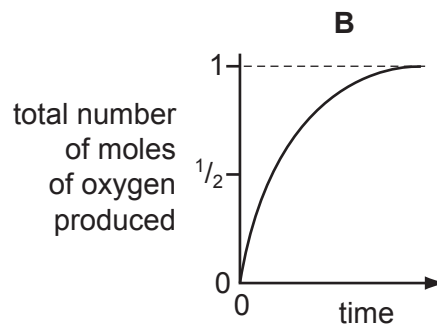 B
1
total number
of moles
of oxygen
produced
1/2
0
0
time